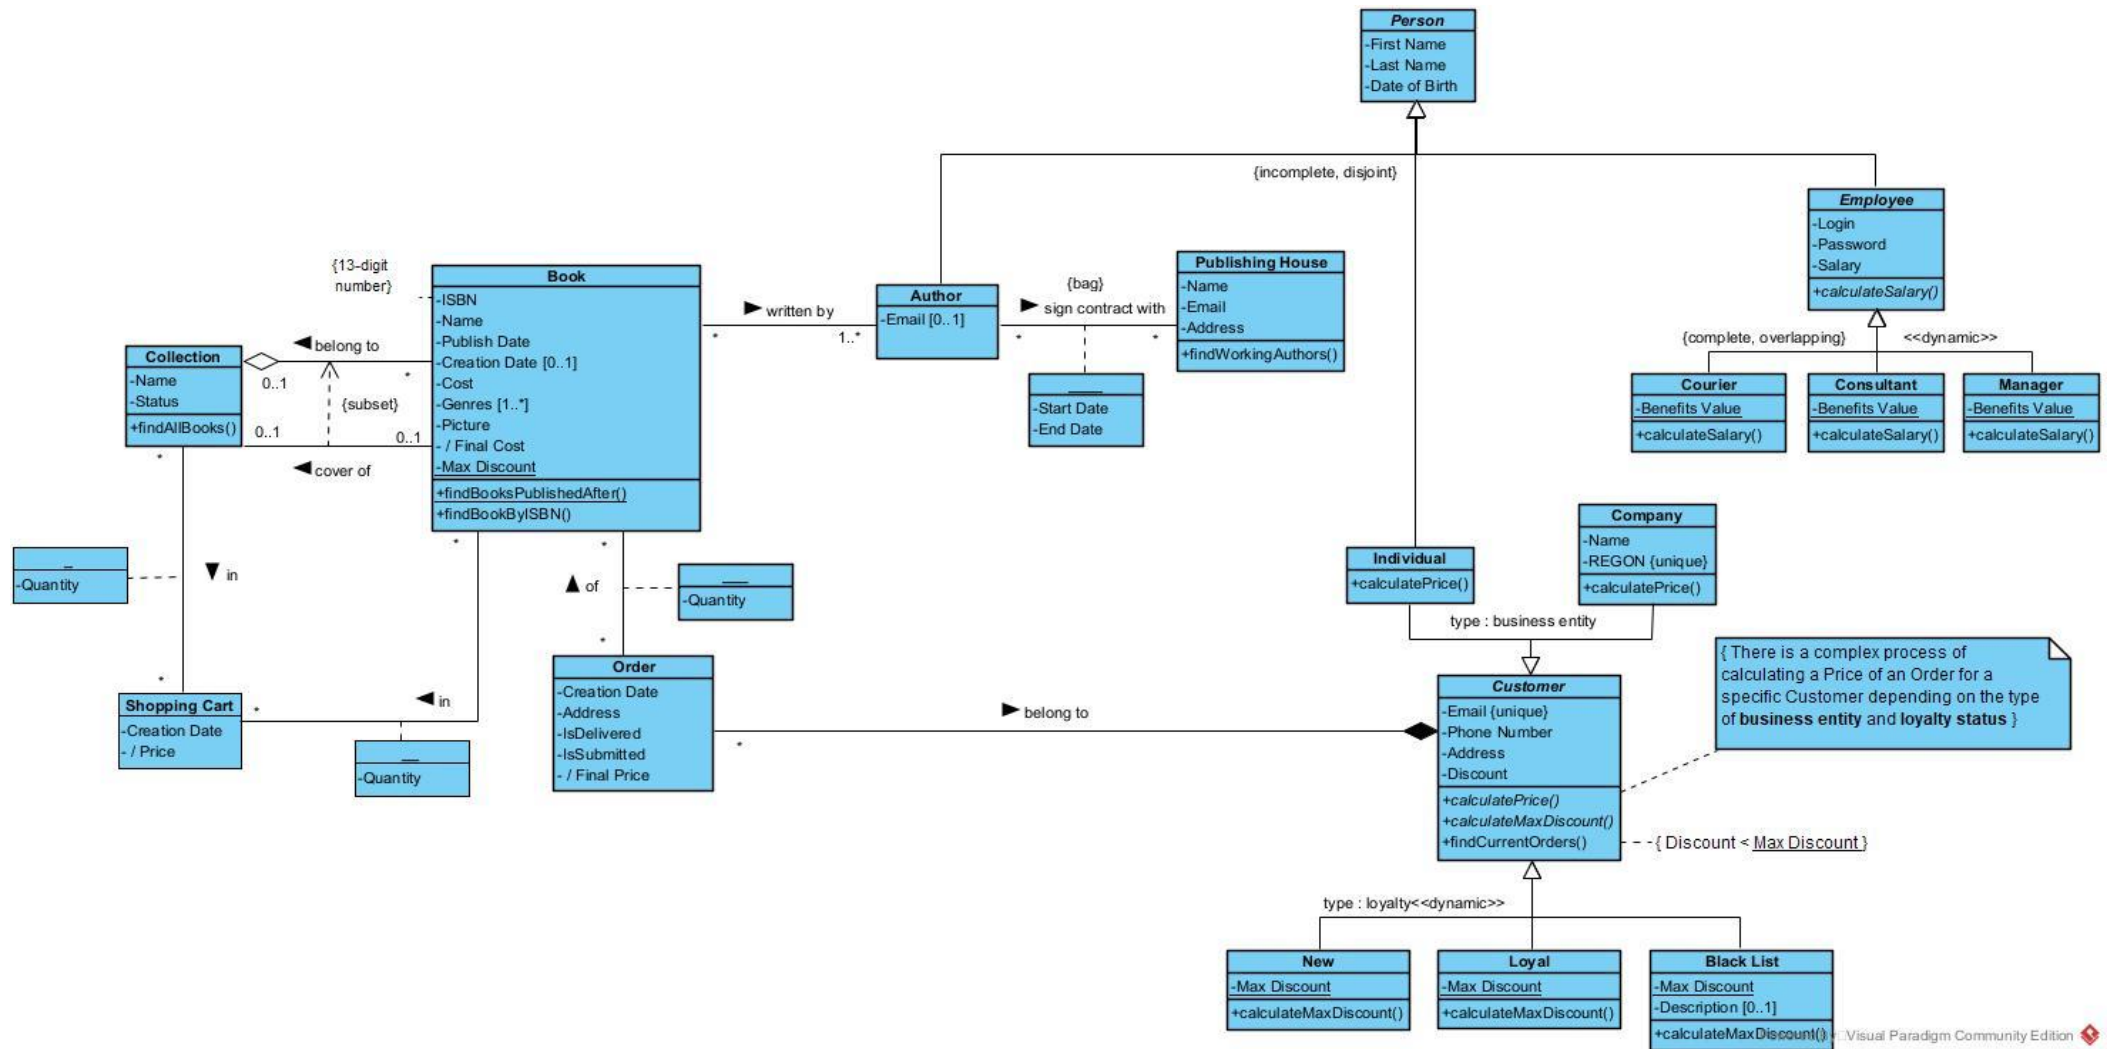 Person
-First Name
-Last Name
-Date of Birth
{incomplete, disjoint}
Employee
-Login
-Password
-Salary
+calculateSalary()
{complete, overlapping}
<<dynamic>>
Courier
-Benefits Value
+calculateSalary()
Consultant
-Benefits Value
+calculateSalary()
Manager
-Benefits Value
+calculateSalary()
{13-digit
number}
Book
-ISBN
-Name
-Publish Date
-Creation Date [0..1]
-Cost
-Genres [1..*]
-Picture
- / Final Cost
-Max Discount
+findBooksPublishedAfter()
+findBookByISBN()
written by
*
1..*
Author
-Email [0..1]
{bag}
sign contract with
*
*
-Start Date
-End Date
Publishing House
-Name
-Email
-Address
+findWorkingAuthors()
Collection
-Name
-Status
+findAllBooks()
belong to
0..1
*
{subset}
0..1
0..1
cover of
*
in
-Quantity
*
Shopping Cart
-Creation Date
- / Price
*
in
*
-Quantity
*
of
-Quantity
*
Order
-Creation Date
-Address
-IsDelivered
-IsSubmitted
- / Final Price
belong to
*
Individual
+calculatePrice()
Company
-Name
-REGON {unique}
+calculatePrice()
type : business entity
Customer
-Email {unique}
-Phone Number
-Address
-Discount
+calculatePrice()
+calculateMaxDiscount()
+findCurrentOrders()
{ There is a complex process of
calculating a Price of an Order for a
specific Customer depending on the type
of business entity and loyalty status }
{ Discount < Max Discount }
type : loyalty<<dynamic>>
New
-Max Discount
+calculateMaxDiscount()
Loyal
-Max Discount
+calculateMaxDiscount()
Black List
-Max Discount
-Description [0..1]
+calculateMaxDiscount()
Visual Paradigm Community Edition